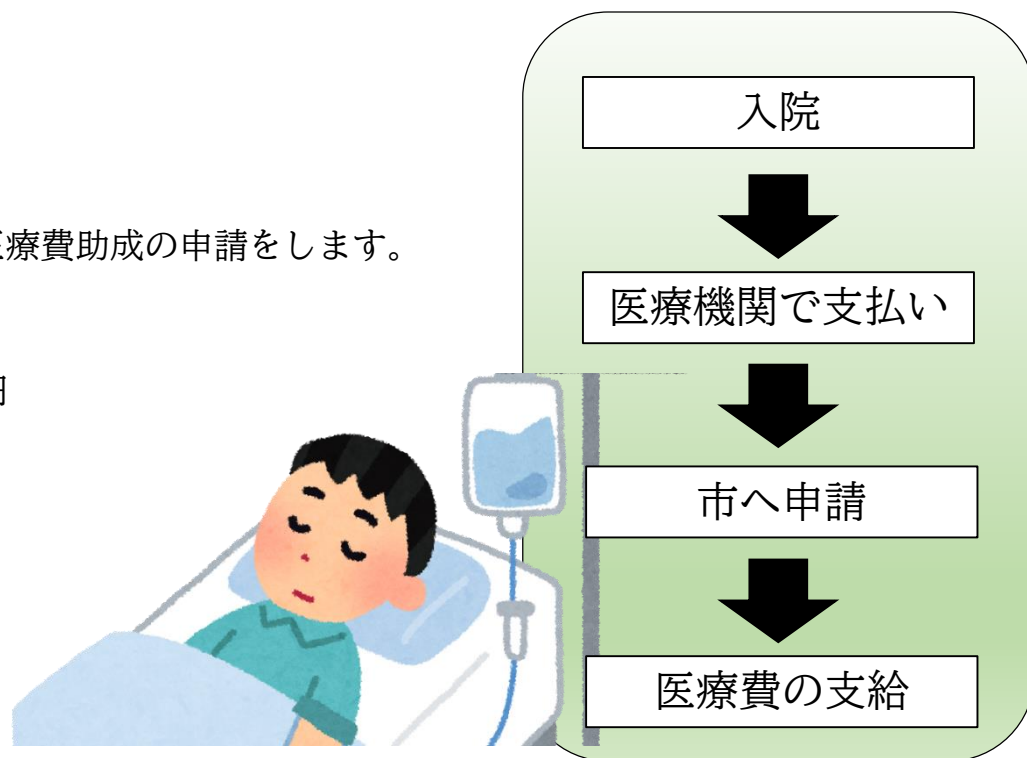 入院
医療費助成の申請をします。
医療機関で支払い
円
市へ申請
医療費の支給